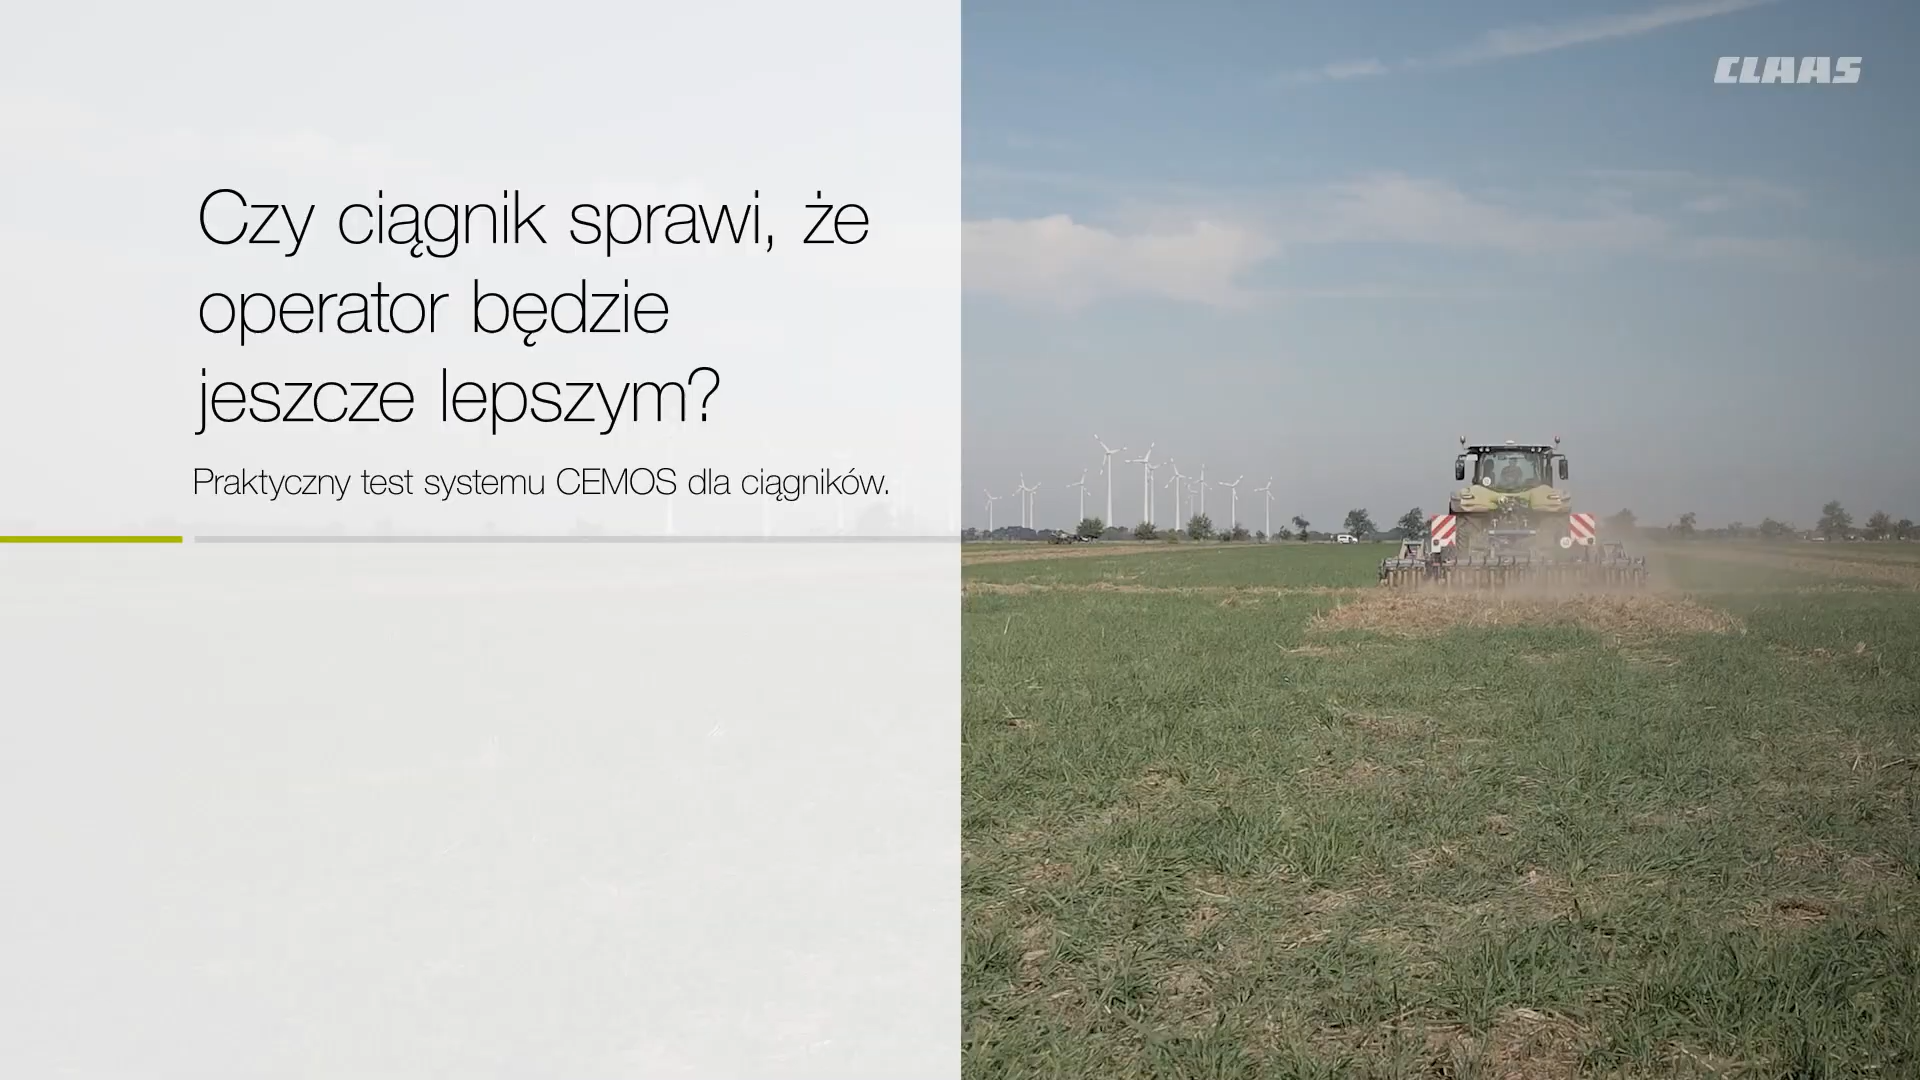 CLAAS
Czy ciągnik sprawi, że
operator będzie
jeszcze lepszym?
Praktyczny test systemu CEMOS dla ciągników.